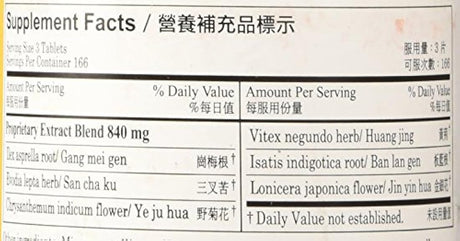 Supplement Facts / 營養補充品標示
Serving Size 3 Tablets 服用量：3片
Servings Per Container 166 可服次數：166
Amount Per Serving % Daily Value
每服用份量 %每日值
Proprietary Extract Blend 840 mg
Ilex asprella root/ Gang mei gen 崗梅根†
Evodia lepta herb/ San cha ku 三叉苦†
Chrysanthemum indicum flower/ Ye ju hua 野菊花†
Amount Per Serving % Daily Value
每服用份量 %每日值
Vitex negundo herb/ Huang jing 黃荊†
Isatis indigotica root/ Ban lan gen 板藍根†
Lonicera japonica flower/ Jin yin hua 金銀花†
† Daily Value not established. 未設用量值